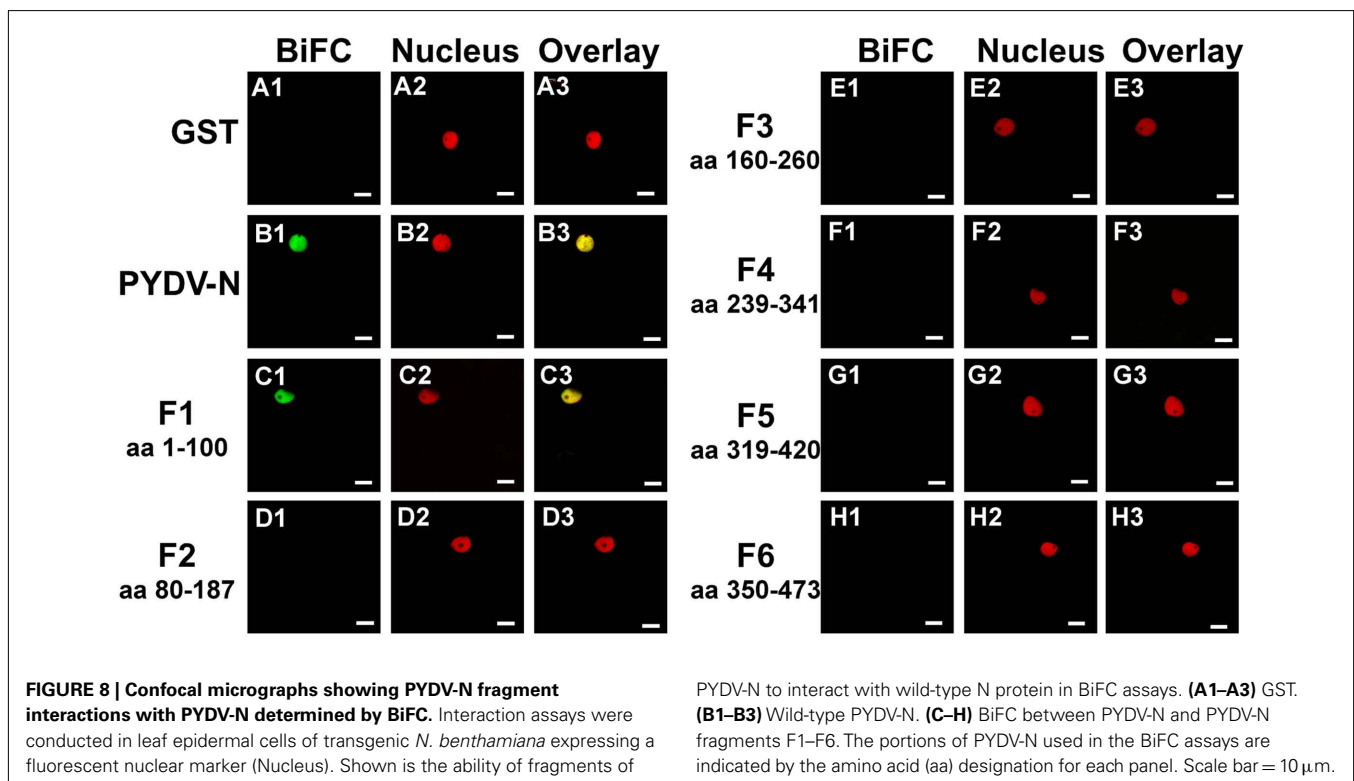 BiFC Nucleus Overlay
A1 A2 A3
GST
B1 B2 B3
PYDV-N
C1 C2 C3
F1
aa 1-100
D1 D2 D3
F2
aa 80-187
BiFC Nucleus Overlay
E1 E2 E3
F3
aa 160-260
F1 F2 F3
F4
aa 239-341
G1 G2 G3
F5
aa 319-420
H1 H2 H3
F6
aa 350-473
FIGURE 8 | Confocal micrographs showing PYDV-N fragment
interactions with PYDV-N determined by BiFC. Interaction assays were
conducted in leaf epidermal cells of transgenic N. benthamiana expressing a
fluorescent nuclear marker (Nucleus). Shown is the ability of fragments of
PYDV-N to interact with wild-type N protein in BiFC assays. (A1–A3) GST.
(B1–B3) Wild-type PYDV-N. (C–H) BiFC between PYDV-N and PYDV-N
fragments F1–F6. The portions of PYDV-N used in the BiFC assays are
indicated by the amino acid (aa) designation for each panel. Scale bar = 10 μm.